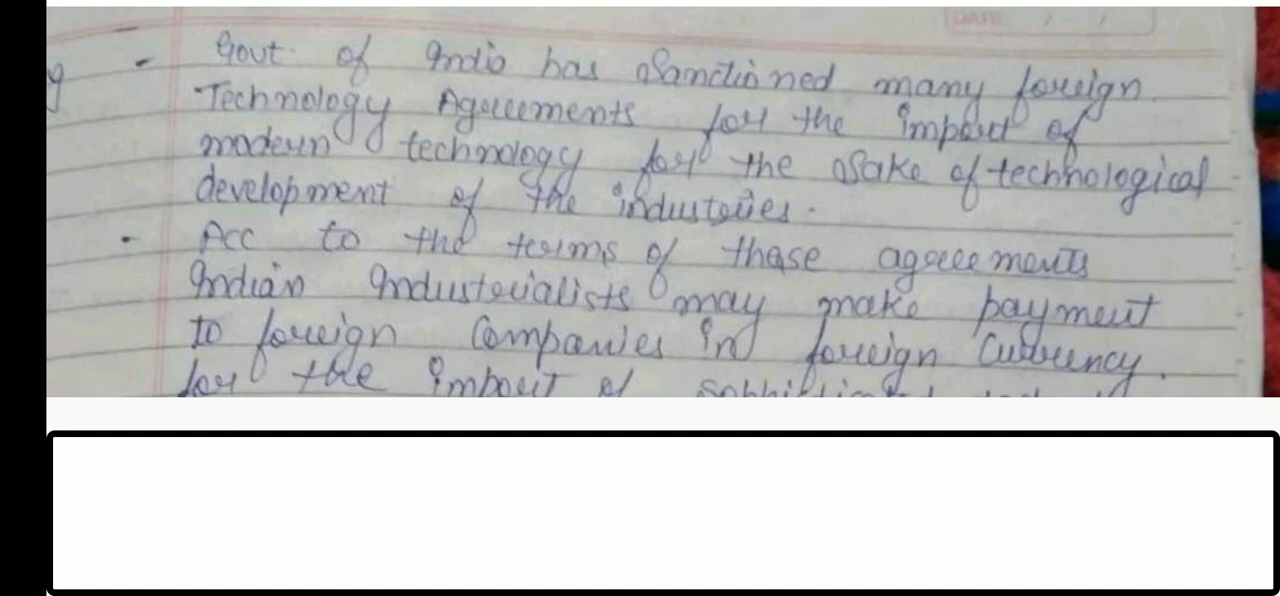 DATE / /
- Govt. of India has sanctioned many foreign
Technology Agreements for the import of
modern technology for the sake of technological
development of the industries.
• Acc to the terms of these agreements
Indian Industrialists may make payment
to foreign Companies in foreign Currency.
for the import of